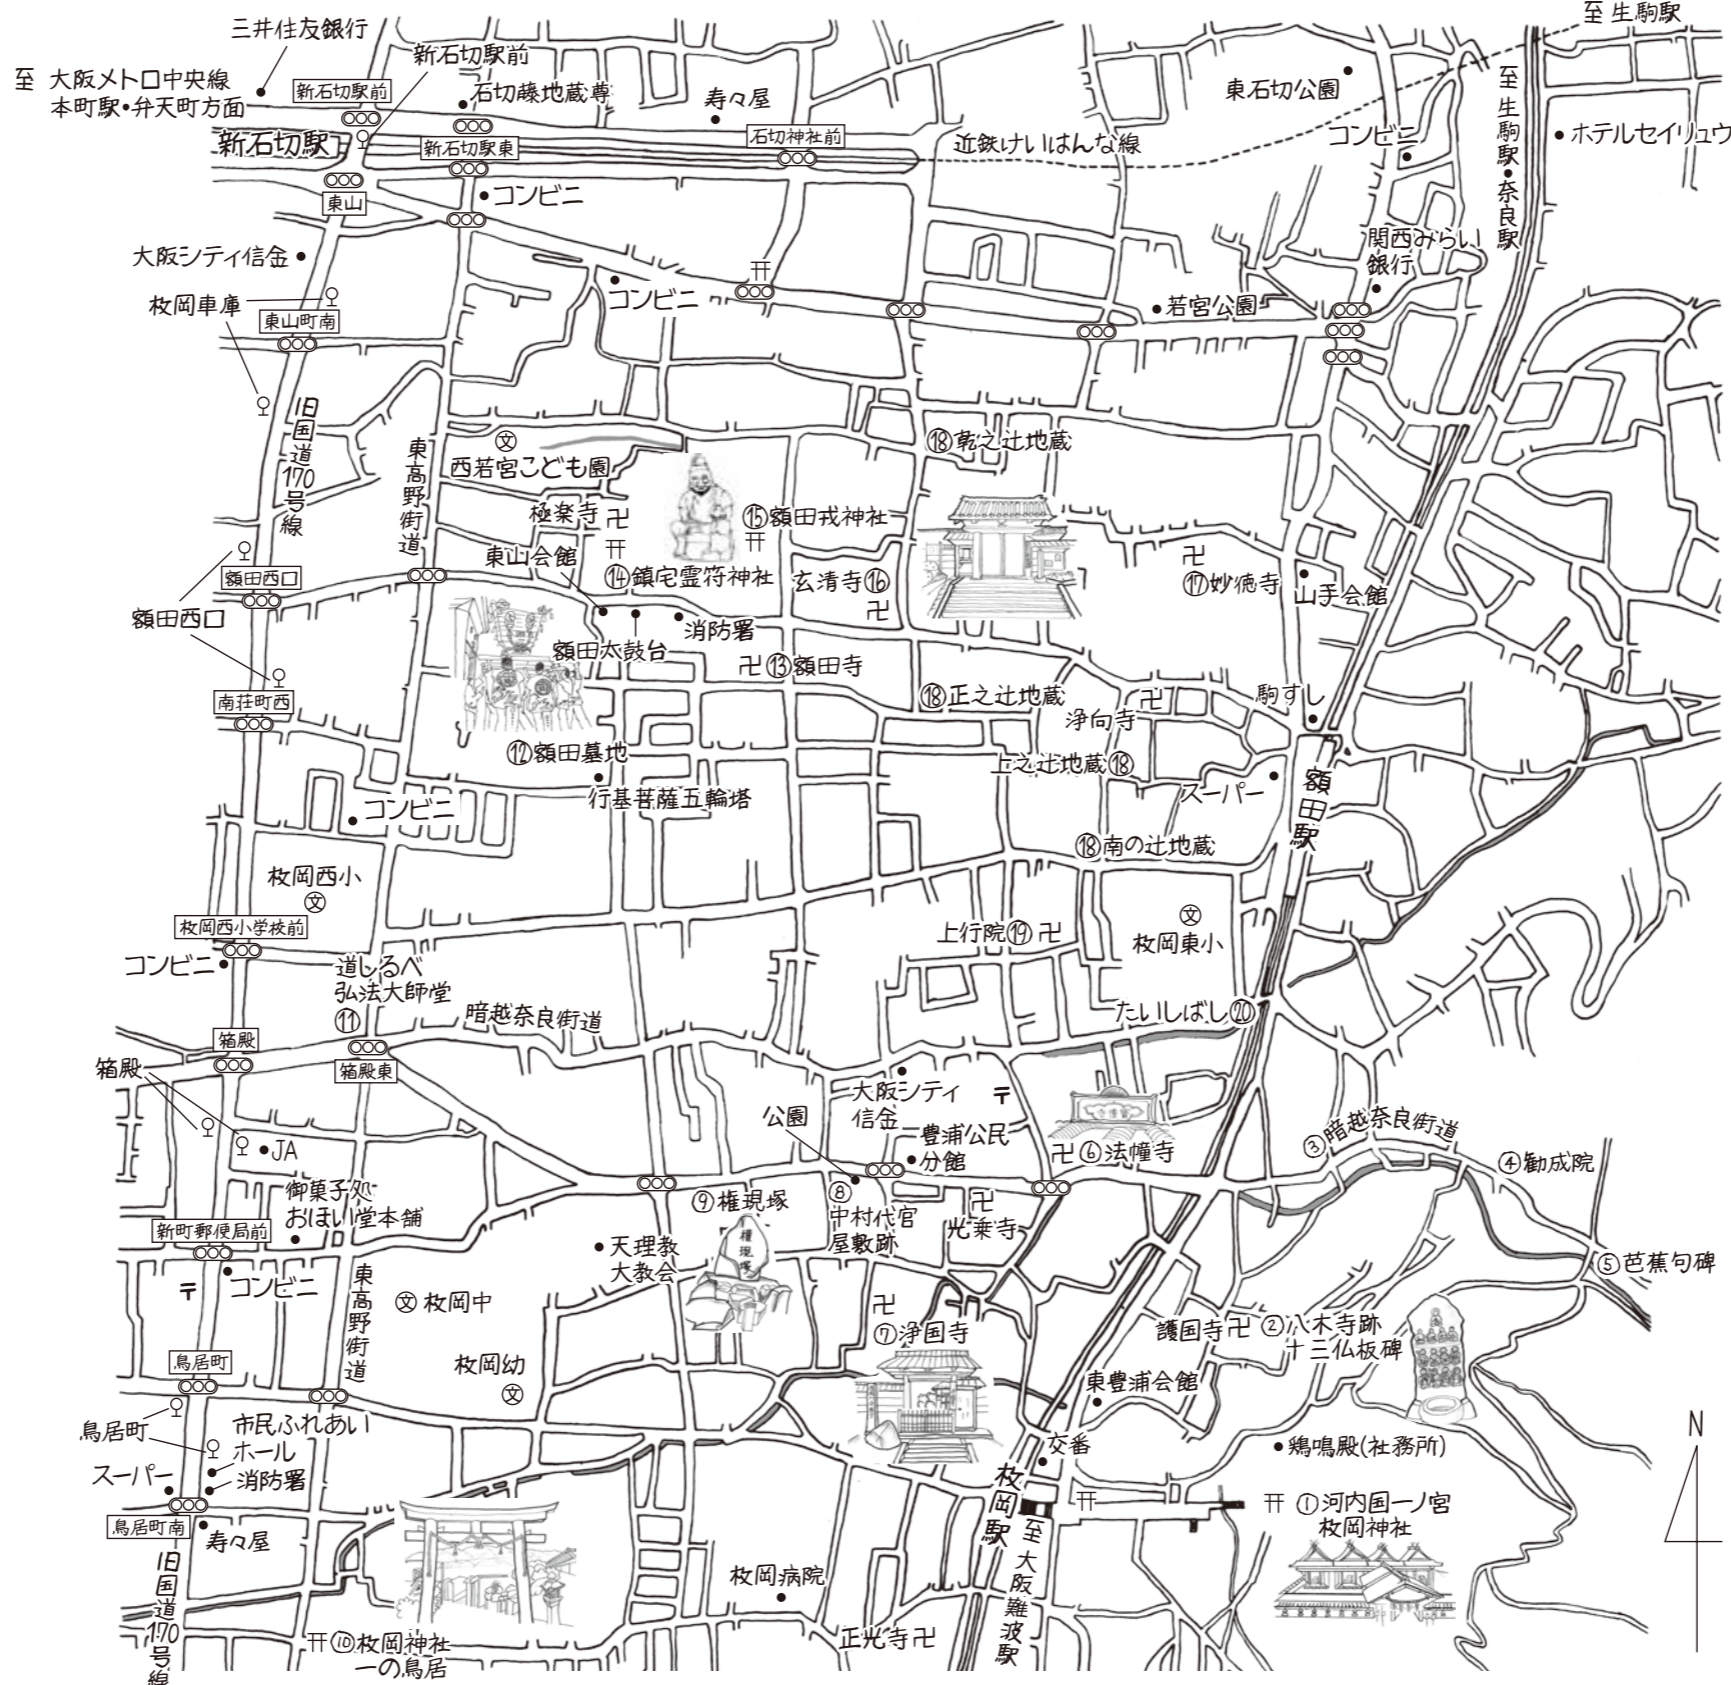 至 生駒駅
三井住友銀行
新石切駅前
至 大阪メトロ中央線
本町駅・弁天町方面
新石切駅前
石切藤地蔵尊
寿々屋
東石切公園
至 生駒駅・奈良駅
ホテルセイリュウ
新石切駅
新石切駅東
石切神社前
近鉄けいはんな線
コンビニ
東山
コンビニ
大阪シティ信金
関西みらい
銀行
枚岡車庫
コンビニ
若宮公園
東山町南
旧国道170号線
東高野街道
文
西若宮こども園
⑱乾之辻地蔵
極楽寺
⑮額田戎神社
東山会館
⑭鎮宅霊符神社
玄清寺⑯
⑰妙徳寺
山手会館
額田西口
額田西口
消防署
額田太鼓台
⑬額田寺
南荘町西
⑱正之辻地蔵
浄向寺
駒すし
⑫額田墓地
行基菩薩五輪塔
上之辻地蔵⑱
スーパー
額田駅
コンビニ
⑱南の辻地蔵
枚岡西小
文
枚岡西小学校前
コンビニ
上行院⑲
文
枚岡東小
道しるべ
弘法大師堂
⑪
暗越奈良街道
たいしばし⑳
箱殿
箱殿
箱殿東
大阪シティ
信金
公園
豊浦公民
分館
JA
⑥法幢寺
③暗越奈良街道
④勧成院
御菓子処
おほい堂本舗
⑨権現塚
権現塚
⑧
中村代官
屋敷跡
光乗寺
新町郵便局前
コンビニ
天理教
大教会
⑤芭蕉句碑
文 枚岡中
東高野街道
⑦浄国寺
護国寺
②八木寺跡
十三仏板碑
鳥居町
枚岡幼
文
東豊浦会館
鳥居町
市民ふれあい
ホール
スーパー
消防署
交番
鶏鳴殿(社務所)
N
枚岡駅
①河内国一ノ宮
枚岡神社
鳥居町南
寿々屋
至 大阪難波駅
旧国道170号線
枚岡病院
正光寺
⑩枚岡神社
一の鳥居